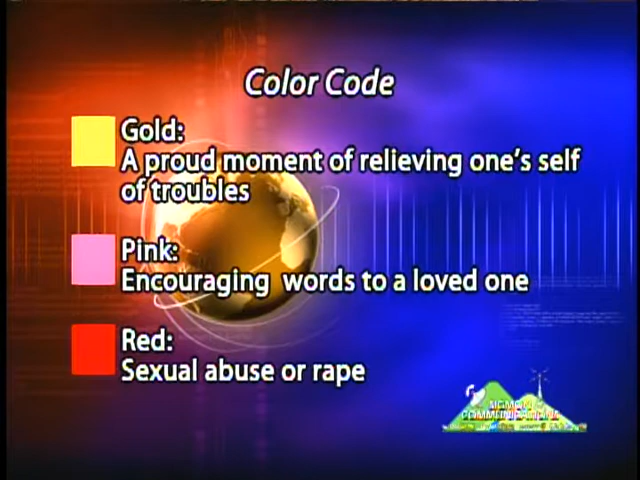 Color Code
Gold:
A proud moment of relieving one's self
of troubles
Pink:
Encouraging words to a loved one
Red:
Sexual abuse or rape
COMMUNICATIONS